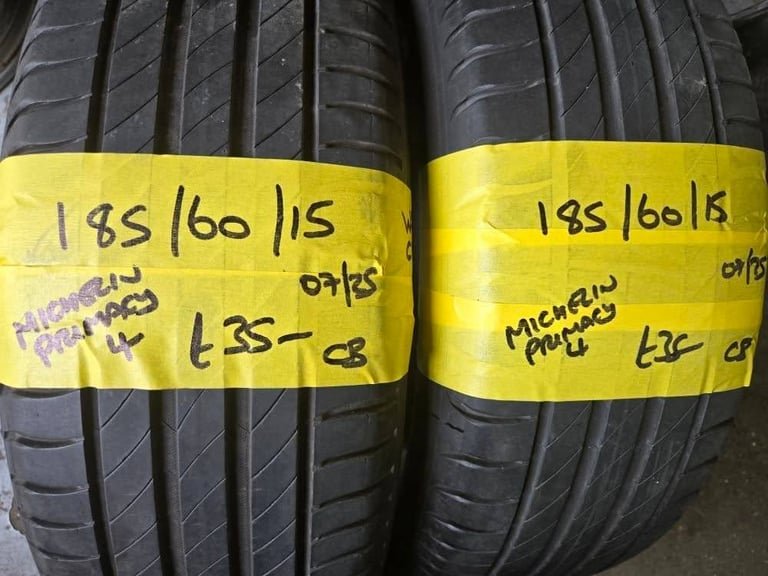 185/60/15
07/25
MICHELIN
PRIMACY
4
£35-
C8
185/60/15
07/25
MICHELIN
PRIMACY
4
£35-
C8